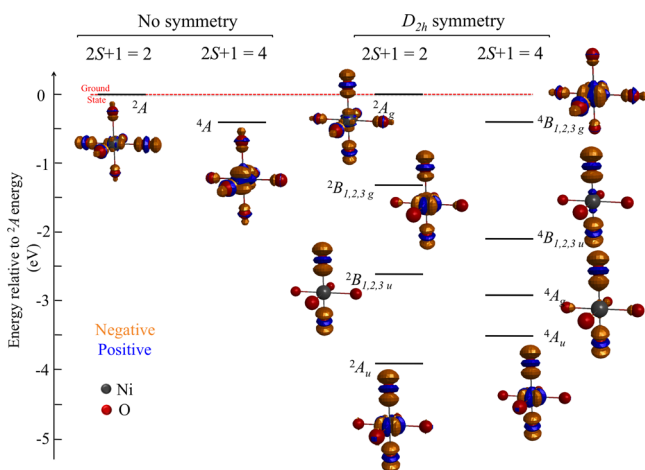 No symmetry
D2h symmetry
2S+1 = 2
2S+1 = 4
2S+1 = 2
2S+1 = 4
Energy relative to ²A energy
(eV)
0
-1
-2
-3
-4
-5
Ground
State
²A
⁴A
²Ag
²B1,2,3 g
²B1,2,3 u
²Au
⁴B1,2,3 g
⁴B1,2,3 u
⁴Ag
⁴Au
Negative
Positive
Ni
O